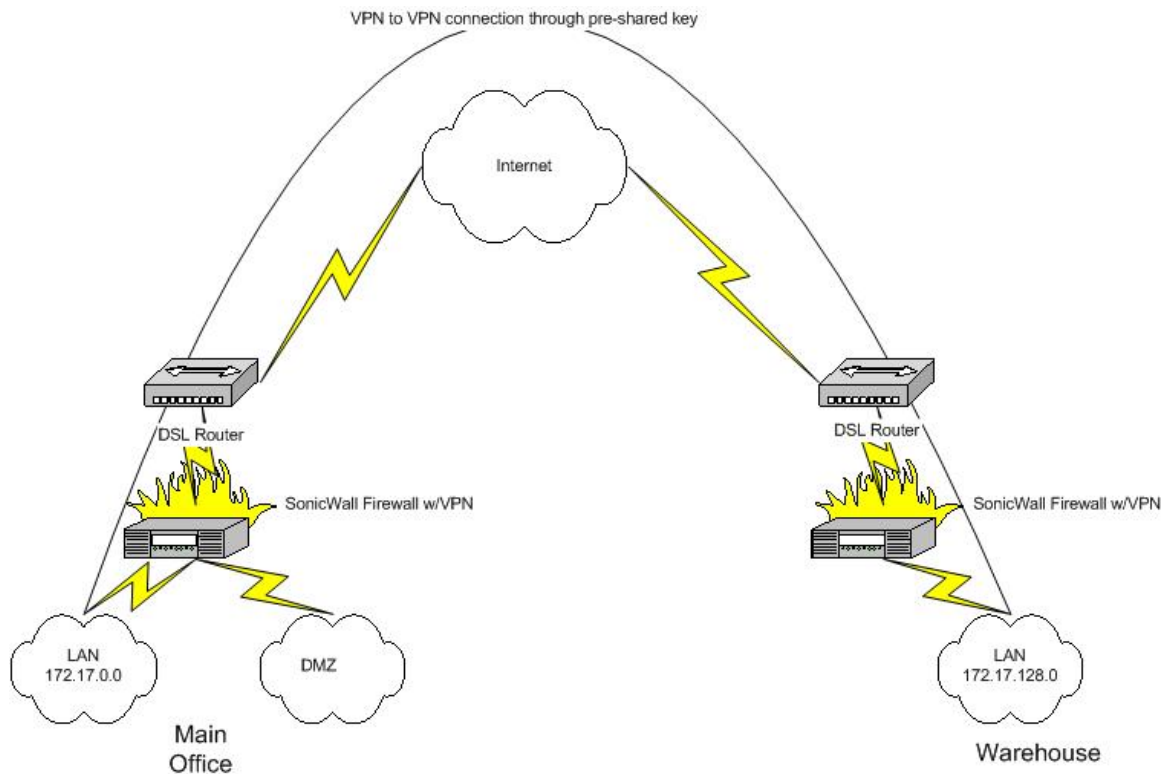 VPN to VPN connection through pre-shared key
Internet
DSL Router
DSL Router
SonicWall Firewall w/VPN
SonicWall Firewall w/VPN
LAN
172.17.0.0
DMZ
LAN
172.17.128.0
Main
Office
Warehouse